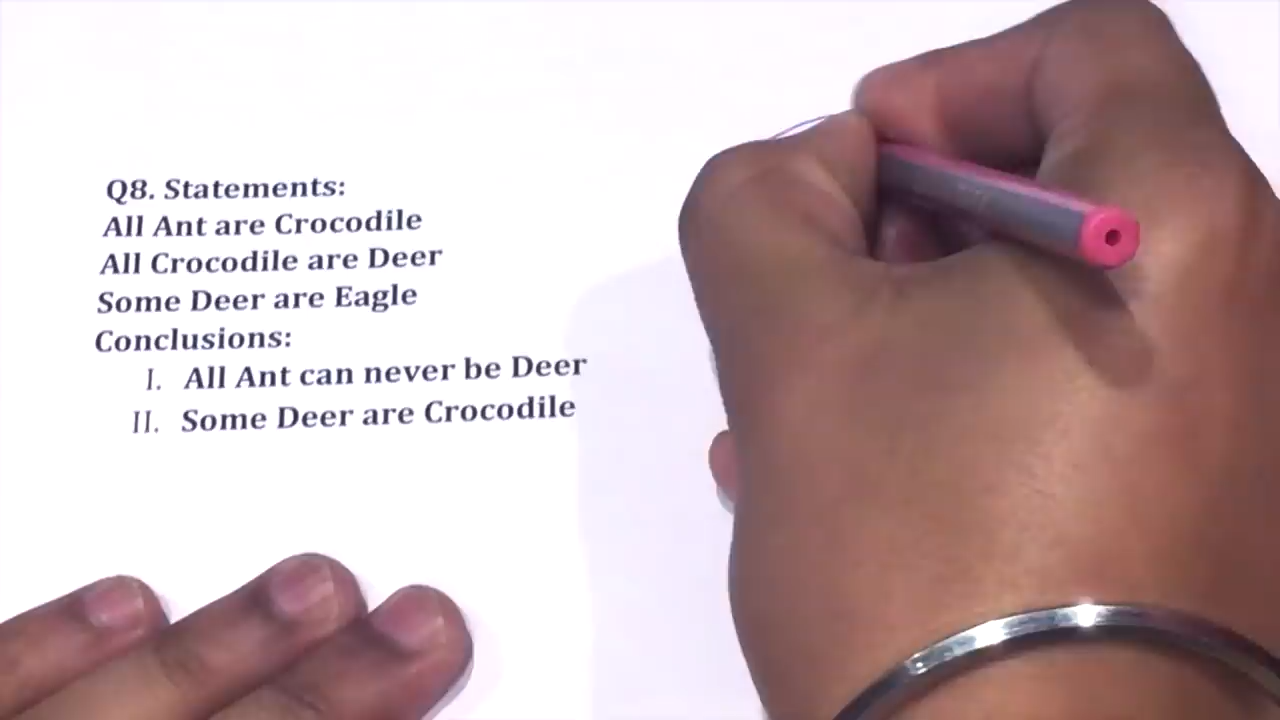 Q8. Statements:
All Ant are Crocodile
All Crocodile are Deer
Some Deer are Eagle
Conclusions:
I. All Ant can never be Deer
II. Some Deer are Crocodile